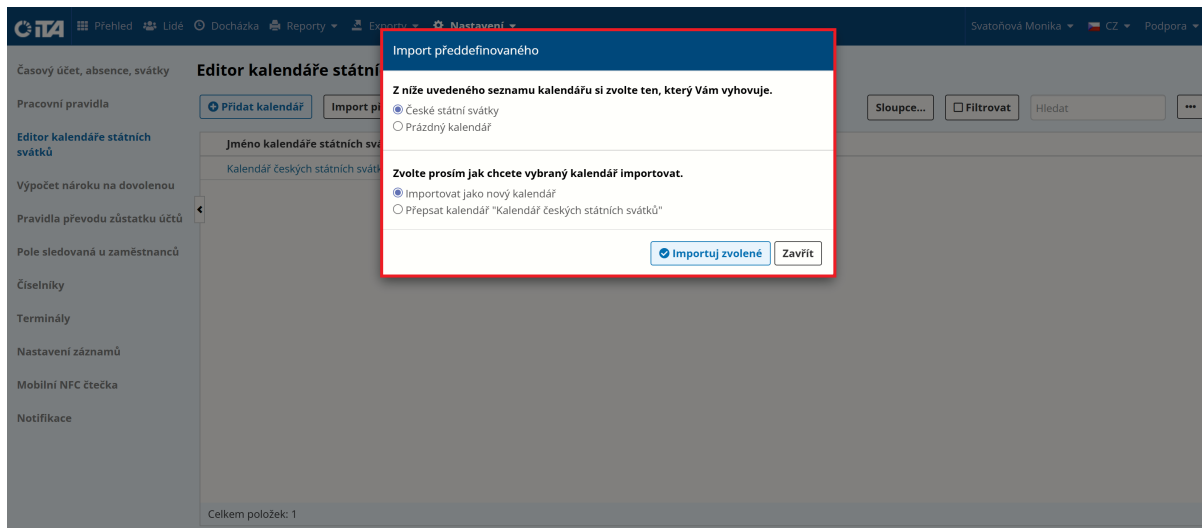 ITA Přehled Lidé Docházka Reporty Exporty Nastavení Svatoňová Monika CZ Podpora
Import předdefinovaného
Časový účet, absence, svátky
Editor kalendáře státní
Z níže uvedeného seznamu kalendářu si zvolte ten, který Vám vyhovuje.
Pracovní pravidla
Přidat kalendář
Import
České státní svátky
Prázdný kalendář
Sloupce...
Filtrovat
Hledat
...
Editor kalendáře státních
svátků
Jméno kalendáře státních
Kalendář českých státních
Zvolte prosím jak chcete vybraný kalendář importovat.
Importovat jako nový kalendář
Přepsat kalendář "Kalendář českých státních svátků"
Výpočet nároku na dovolenou
Pravidla převodu zůstatku účtů
Pole sledovaná u zaměstnanců
Importuj zvolené
Zavřít
Číselníky
Terminály
Nastavení záznamů
Mobilní NFC čtečka
Notifikace
Celkem položek: 1